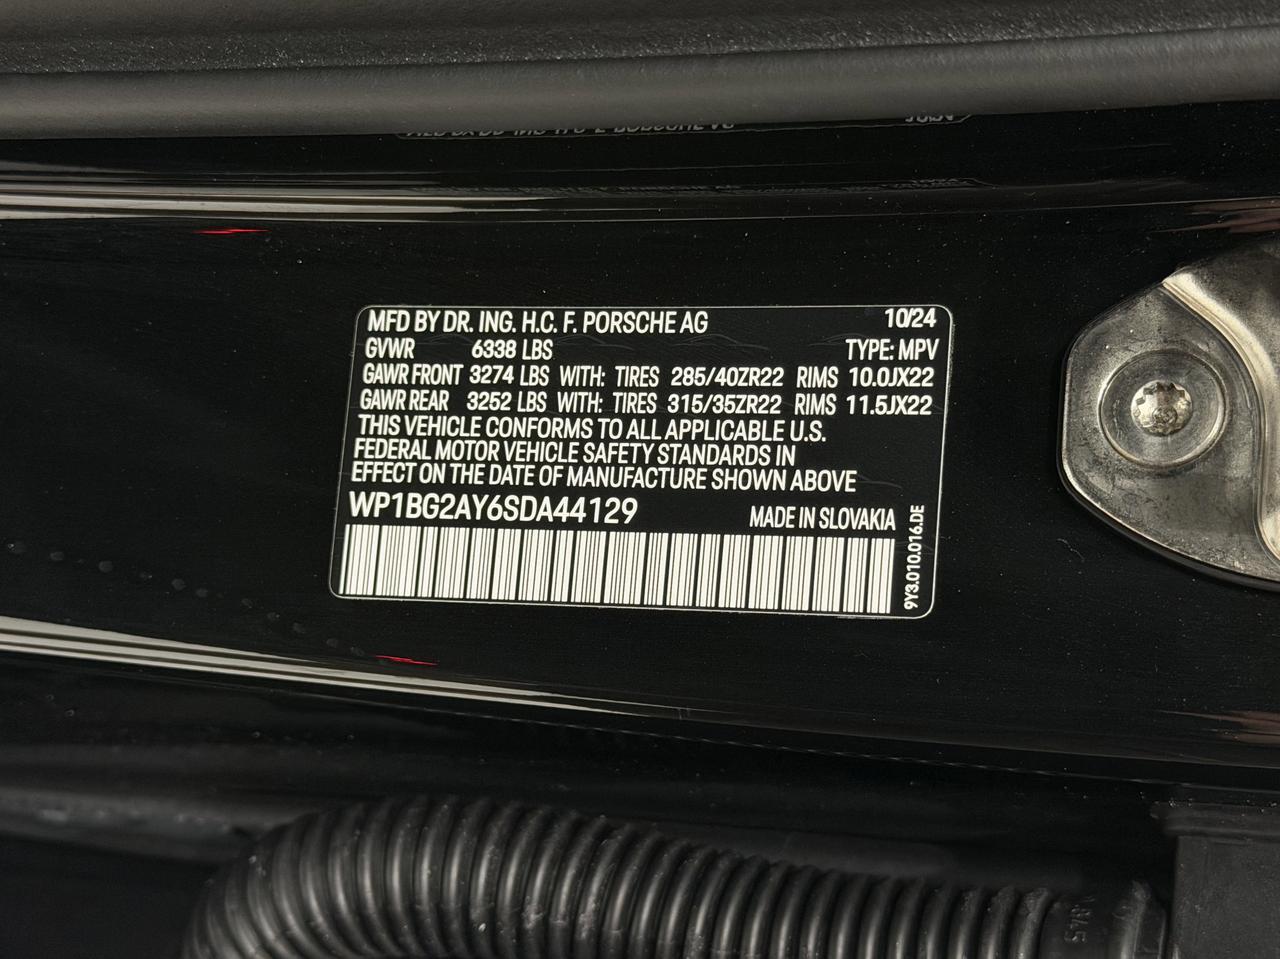 MFD BY DR. ING. H.C. F. PORSCHE AG 10/24
GVWR 6338 LBS TYPE: MPV
GAWR FRONT 3274 LBS WITH: TIRES 285/40ZR22 RIMS 10.0JX22
GAWR REAR 3252 LBS WITH: TIRES 315/35ZR22 RIMS 11.5JX22
THIS VEHICLE CONFORMS TO ALL APPLICABLE U.S.
FEDERAL MOTOR VEHICLE SAFETY STANDARDS IN
EFFECT ON THE DATE OF MANUFACTURE SHOWN ABOVE
WP1BG2AY6SDA44129 MADE IN SLOVAKIA
9Y3.010.016.DE